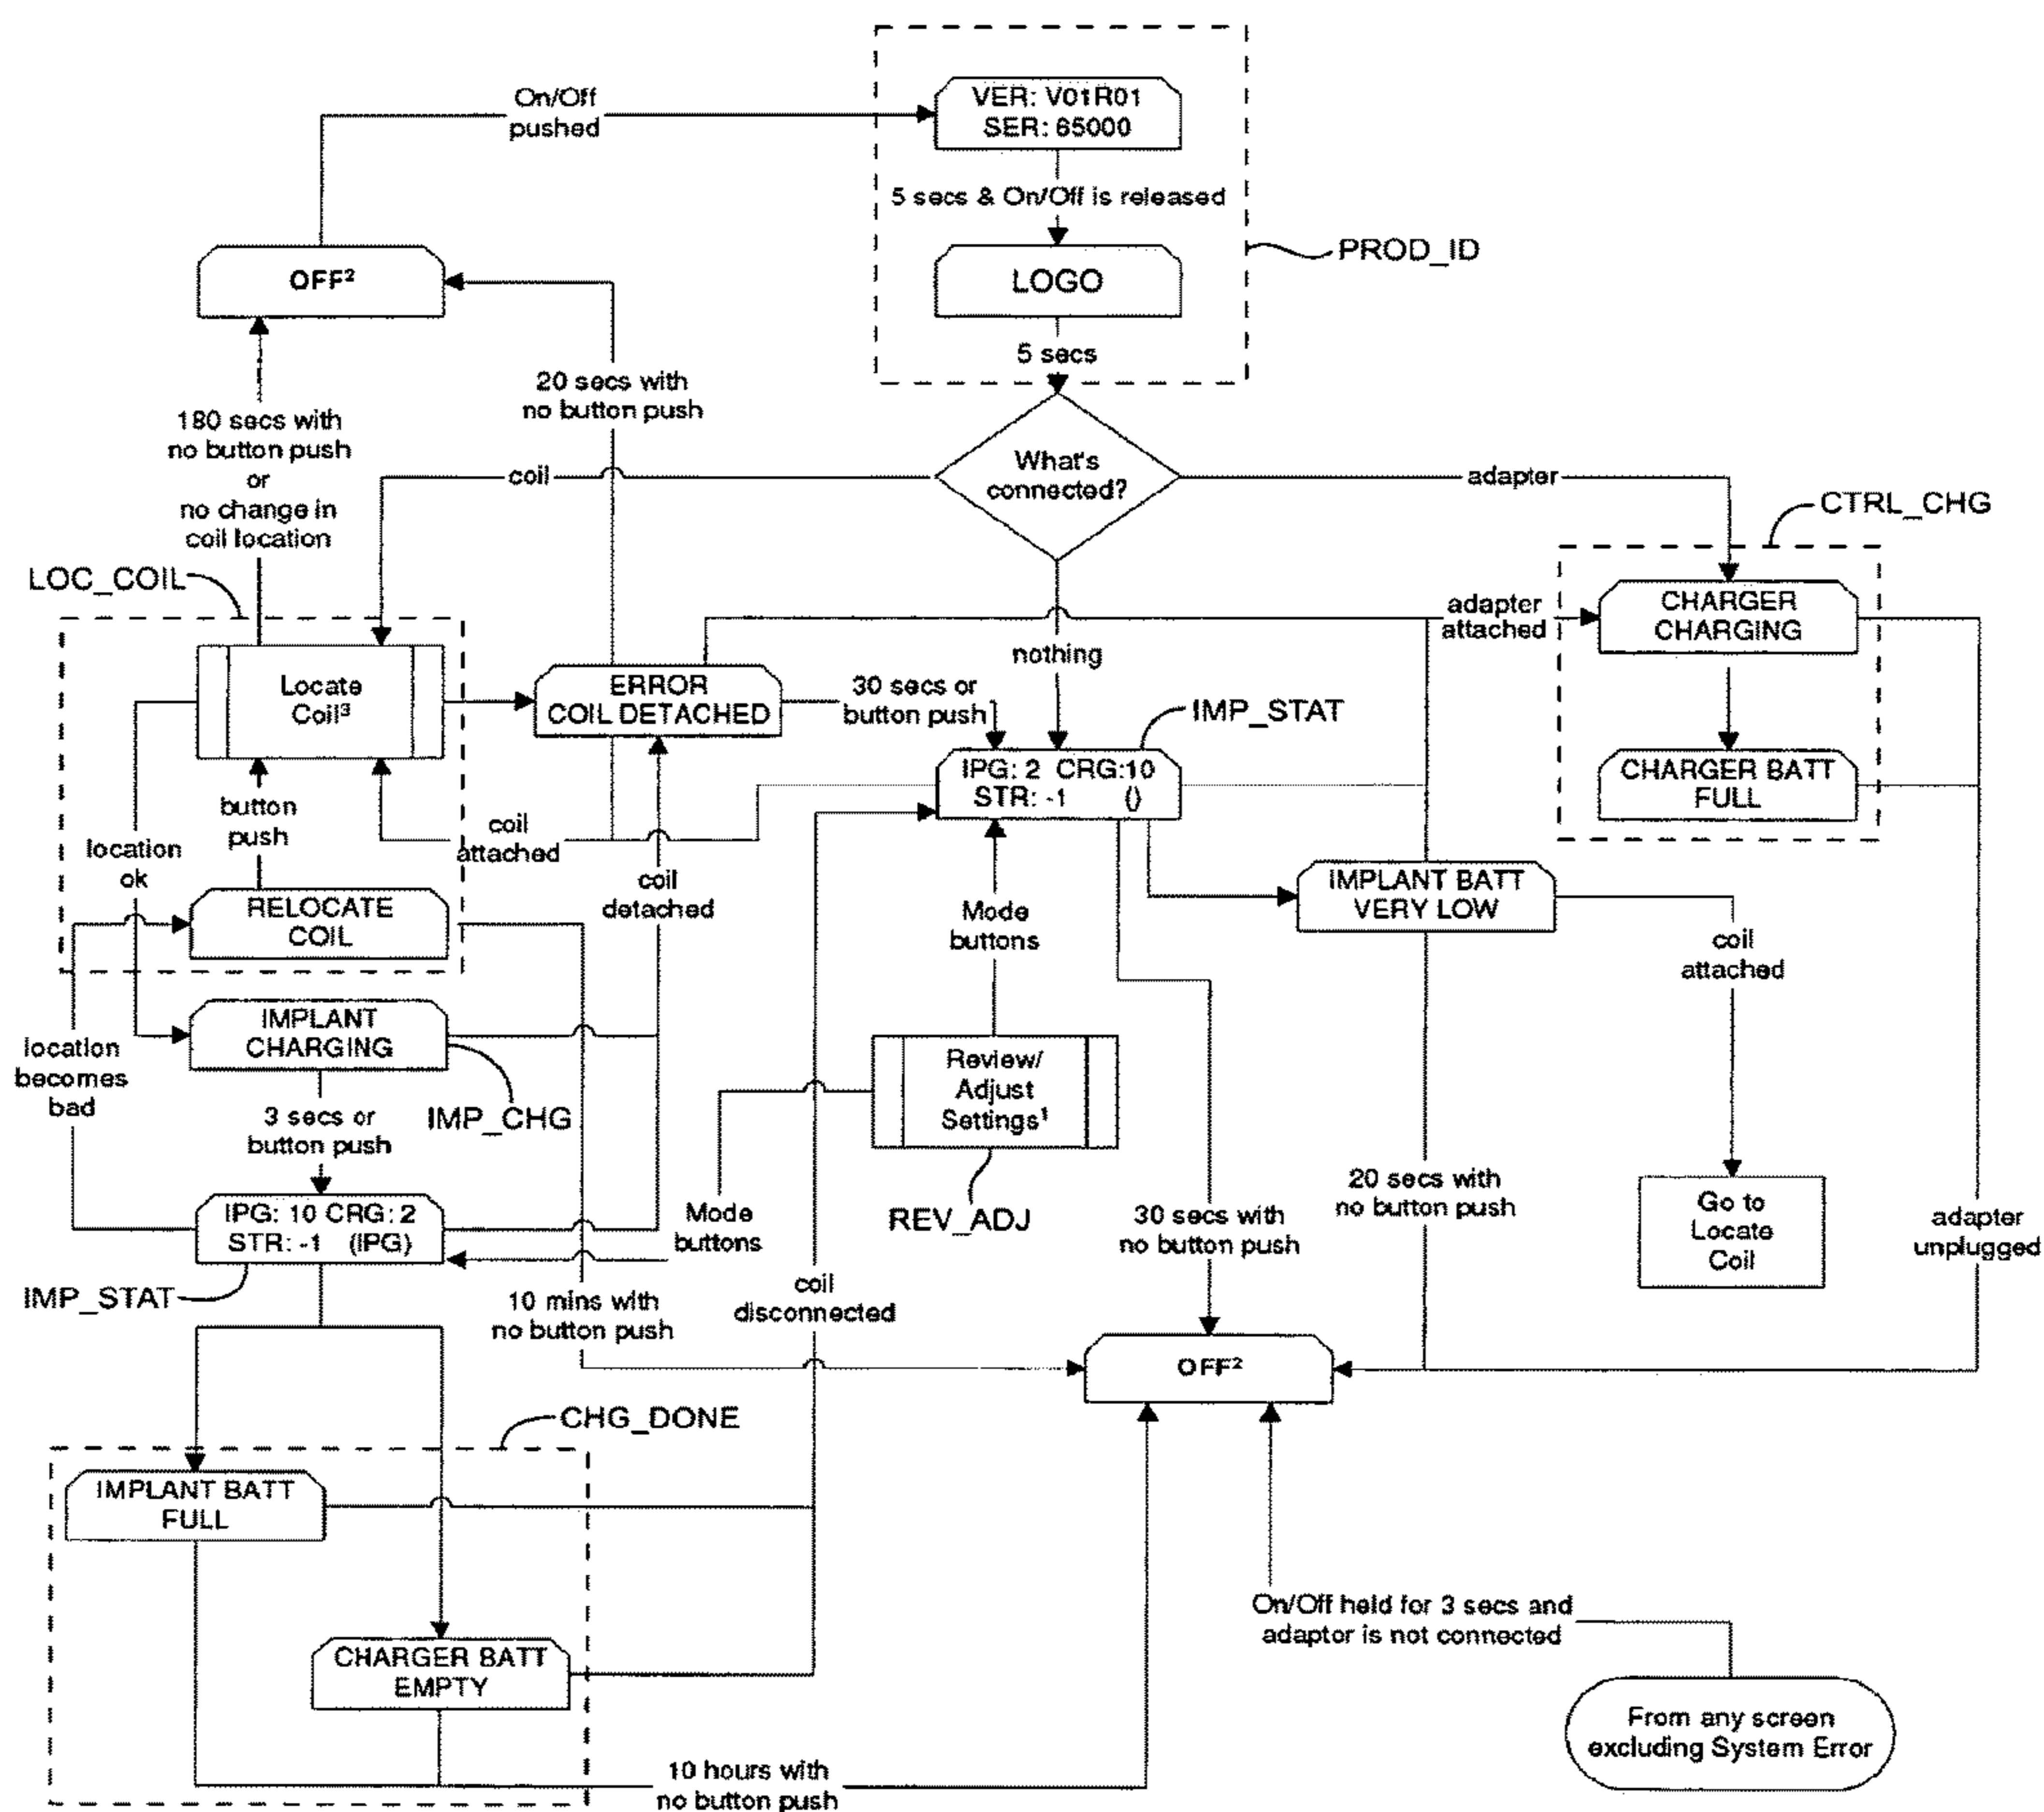 On/Off
pushed
VER: V01R01
SER: 65000
5 secs & On/Off is released
PROD_ID
OFF²
LOGO
5 secs
20 secs with
no button push
180 secs with
no button push
or
no change in
coil location
coil
What's
connected?
adapter
CTRL_CHG
LOC_COIL
adapter
attached
CHARGER
CHARGING
nothing
Locate
Coil³
ERROR
COIL DETACHED
30 secs or
button push
IMP_STAT
IPG: 2 CRG:10
STR: -1 ()
CHARGER BATT
FULL
button
push
coil
attached
location
ok
coil
detached
IMPLANT BATT
VERY LOW
RELOCATE
COIL
Mode
buttons
coil
attached
IMPLANT
CHARGING
location
becomes
bad
Review/
Adjust
Settings¹
3 secs or
button push
IMP_CHG
20 secs with
no button push
Go to
Locate
Coil
IPG: 10 CRG: 2
STR: -1 (IPG)
Mode
buttons
REV_ADJ
30 secs with
no button push
adapter
unplugged
IMP_STAT
10 mins with
no button push
coil
disconnected
OFF²
CHG_DONE
IMPLANT BATT
FULL
On/Off held for 3 secs and
adaptor is not connected
CHARGER BATT
EMPTY
From any screen
excluding System Error
10 hours with
no button push